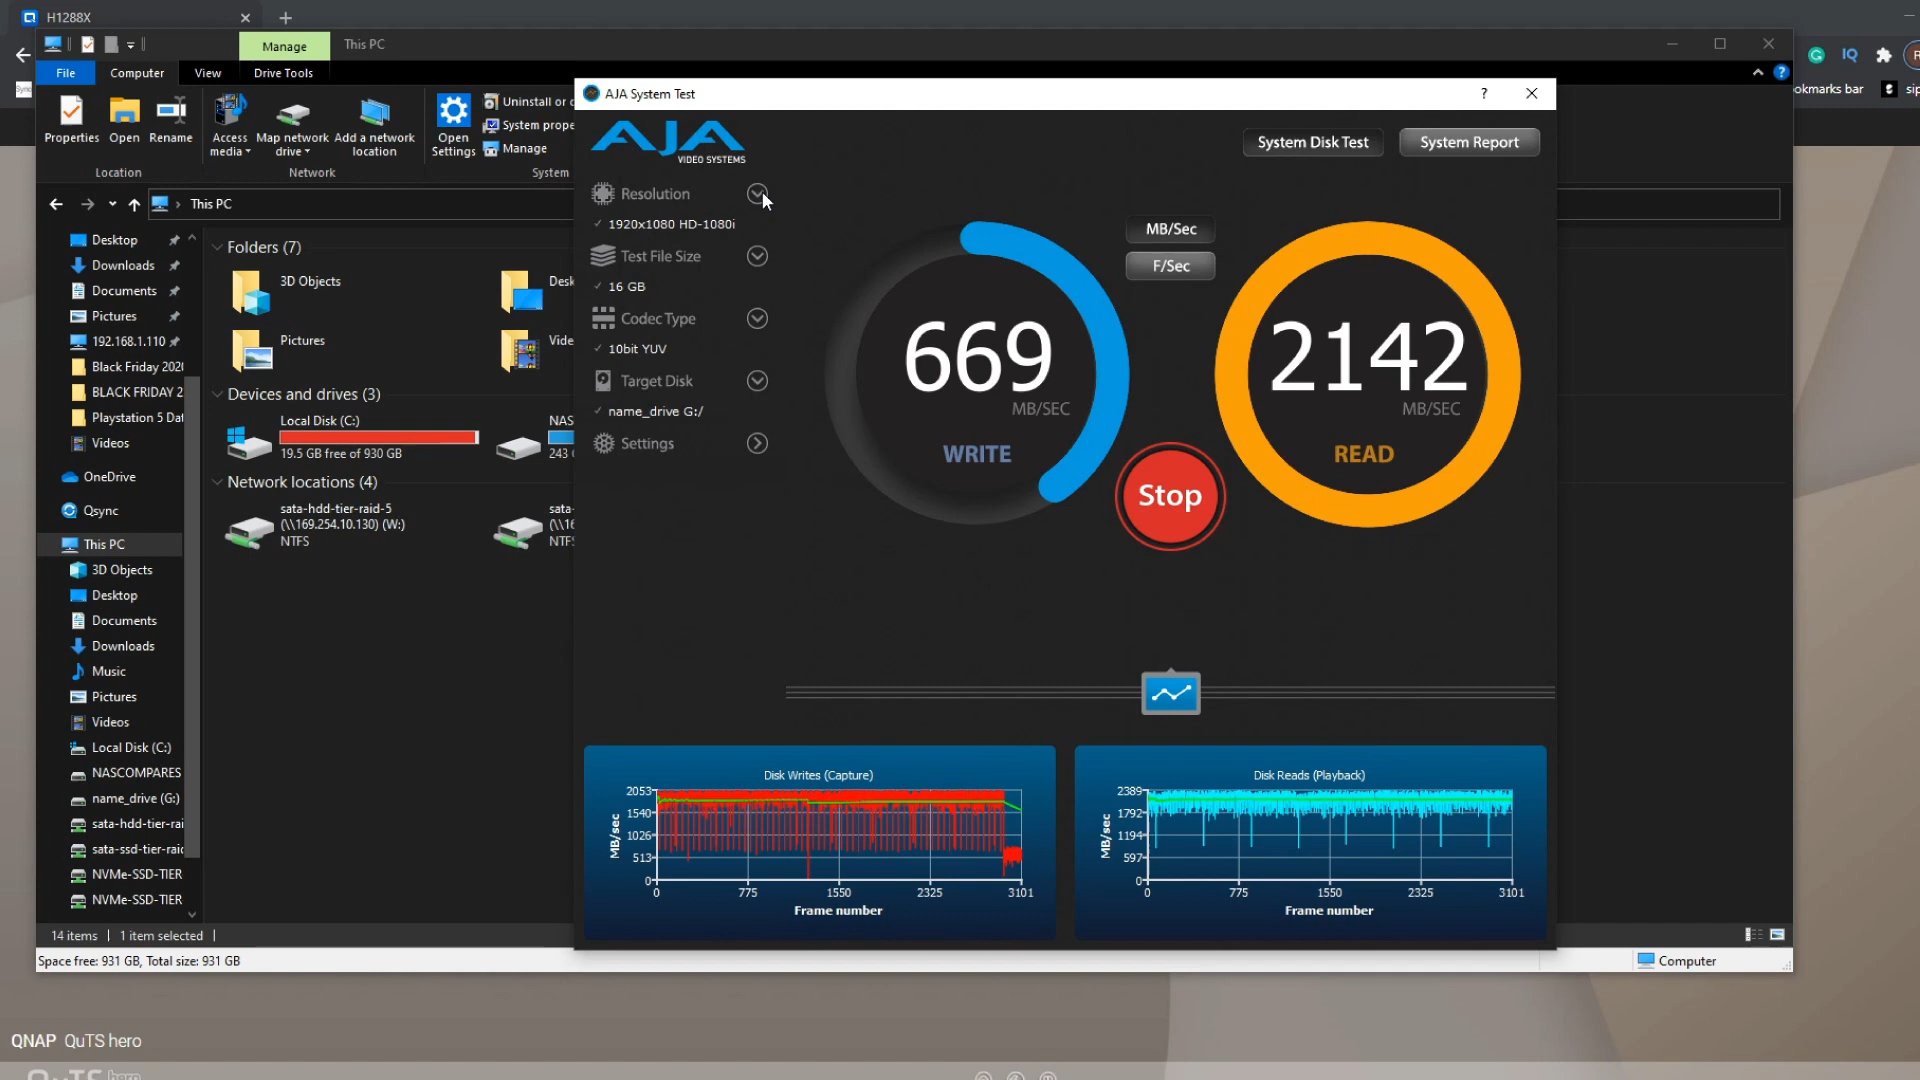 H1288X
Manage
This PC
File
Computer
View
Drive Tools
Properties
Open
Rename
Access media
Map network drive
Add a network location
Open Settings
Uninstall or c
System prope
Manage
Location
Network
System
This PC
Desktop
Downloads
Documents
Pictures
192.168.1.110
Black Friday 202
BLACK FRIDAY 2
Playstation 5 Dat
Videos
OneDrive
Qsync
This PC
3D Objects
Desktop
Documents
Downloads
Music
Pictures
Videos
Local Disk (C:)
NASCOMPARES
name_drive (G:)
sata-hdd-tier-rai
sata-ssd-tier-raid
NVMe-SSD-TIER
NVMe-SSD-TIER
Folders (7)
3D Objects
Desk
Pictures
Vide
Devices and drives (3)
Local Disk (C:)
19.5 GB free of 930 GB
NAS
243
Network locations (4)
sata-hdd-tier-raid-5
(\\169.254.10.130) (W:)
NTFS
sata-
(\\16
NTF
14 items
1 item selected
Space free: 931 GB, Total size: 931 GB
Computer
AJA System Test
?
AJA
VIDEO SYSTEMS
System Disk Test
System Report
Resolution
1920x1080 HD-1080i
Test File Size
16 GB
Codec Type
10bit YUV
Target Disk
name_drive G:/
Settings
MB/Sec
F/Sec
669
MB/SEC
WRITE
2142
MB/SEC
READ
Stop
Disk Writes (Capture)
MB/sec
2053
1540
1026
513
0
0 775 1550 2325 3101
Frame number
Disk Reads (Playback)
MB/sec
2389
1792
1194
597
0
0 775 1550 2325 3101
Frame number
IQ
R
?
okmarks bar
sip
Sync
QNAP QuTS hero
QuTS hero